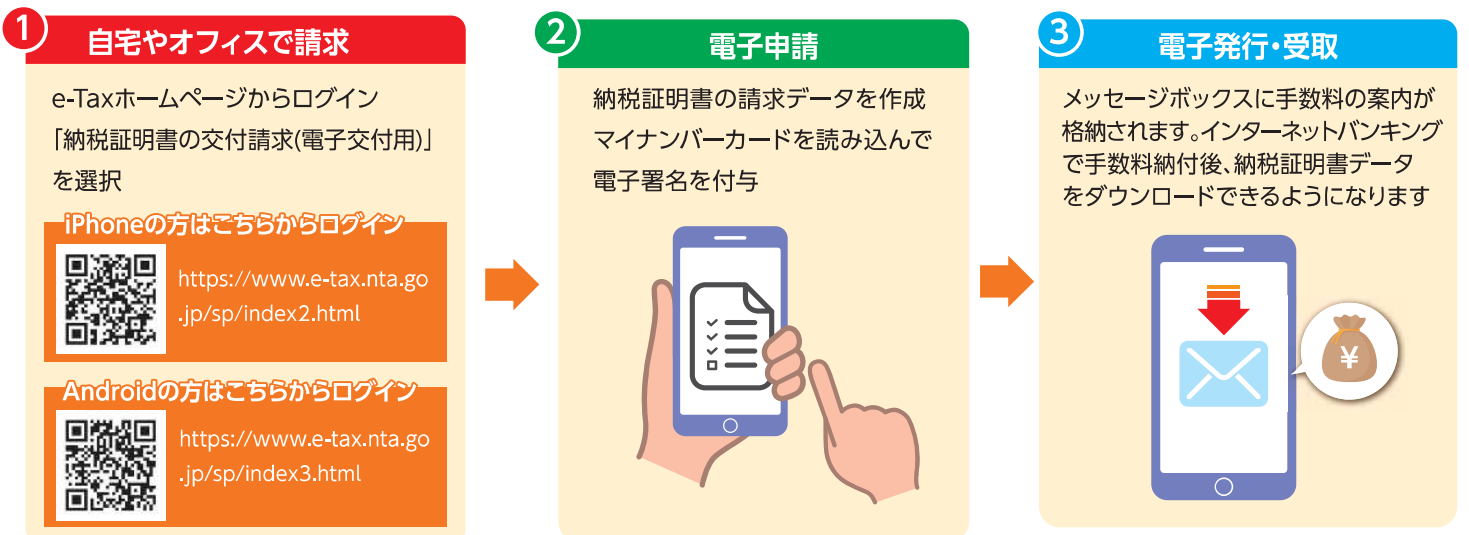 1
自宅やオフィスで請求
e-Taxホームページからログイン
「納税証明書の交付請求(電子交付用)」
を選択
iPhoneの方はこちらからログイン
https://www.e-tax.nta.go
.jp/sp/index2.html
Androidの方はこちらからログイン
https://www.e-tax.nta.go
.jp/sp/index3.html
2
電子申請
納税証明書の請求データを作成
マイナンバーカードを読み込んで
電子署名を付与
3
電子発行・受取
メッセージボックスに手数料の案内が
格納されます。インターネットバンキング
で手数料納付後、納税証明書データ
をダウンロードできるようになります
¥